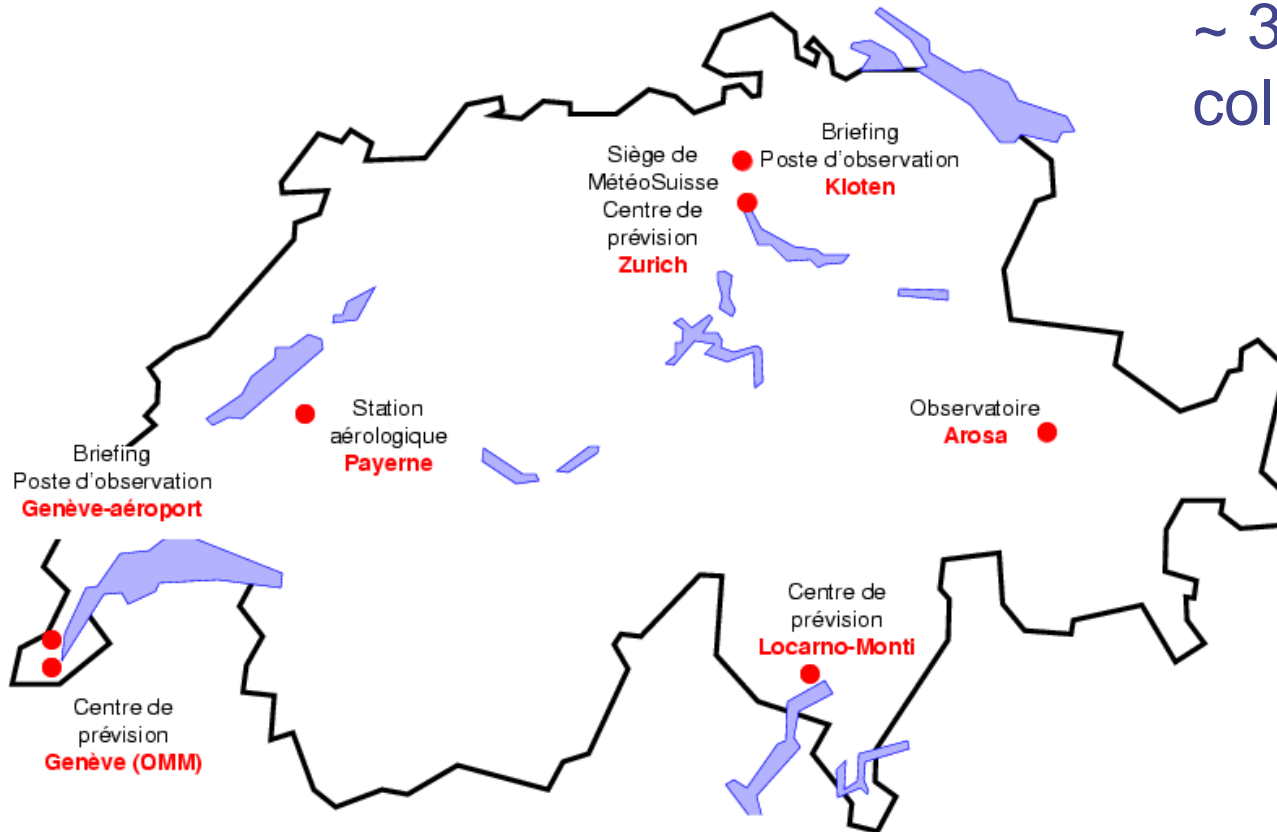 ~ 3
col
Briefing
Poste d'observation
Kloten
Siège de
MétéoSuisse
Centre de
prévision
Zurich
Station
aérologique
Payerne
Observatoire
Arosa
Briefing
Poste d'observation
Genève-aéroport
Centre de
prévision
Locarno-Monti
Centre de
prévision
Genève (OMM)